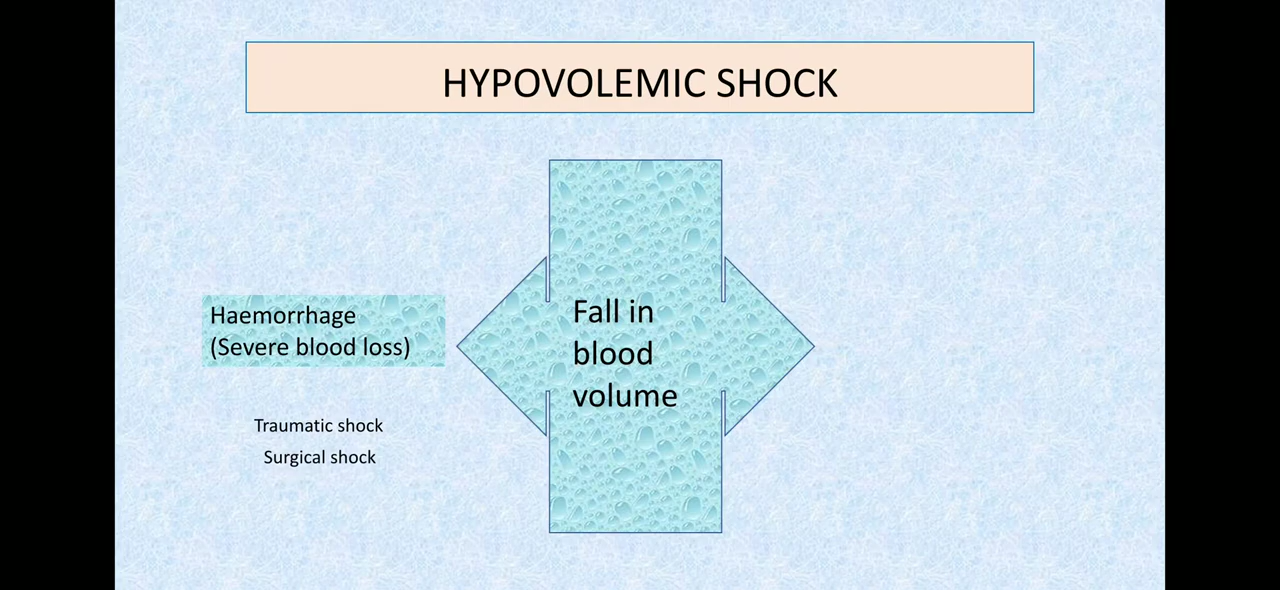 HYPOVOLEMIC SHOCK
Haemorrhage
(Severe blood loss)
Traumatic shock
Surgical shock
Fall in
blood
volume